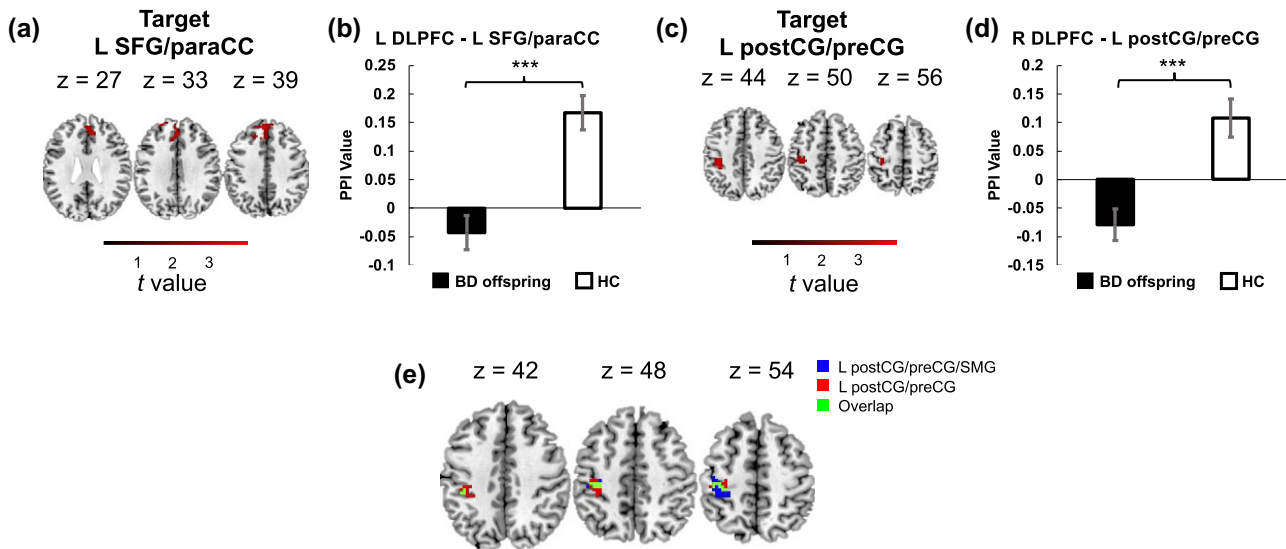 (a)
Target
L SFG/paraCC
z = 27 z = 33 z = 39
1 2 3
t value
(b)
L DLPFC - L SFG/paraCC
***
PPI Value
0.25
0.2
0.15
0.1
0.05
0
-0.05
-0.1
BD offspring HC
(c)
Target
L postCG/preCG
z = 44 z = 50 z = 56
1 2 3
t value
(d)
R DLPFC - L postCG/preCG
***
PPI Value
0.2
0.15
0.1
0.05
0
-0.05
-0.1
-0.15
BD offspring HC
(e)
z = 42 z = 48 z = 54
L postCG/preCG/SMG
L postCG/preCG
Overlap